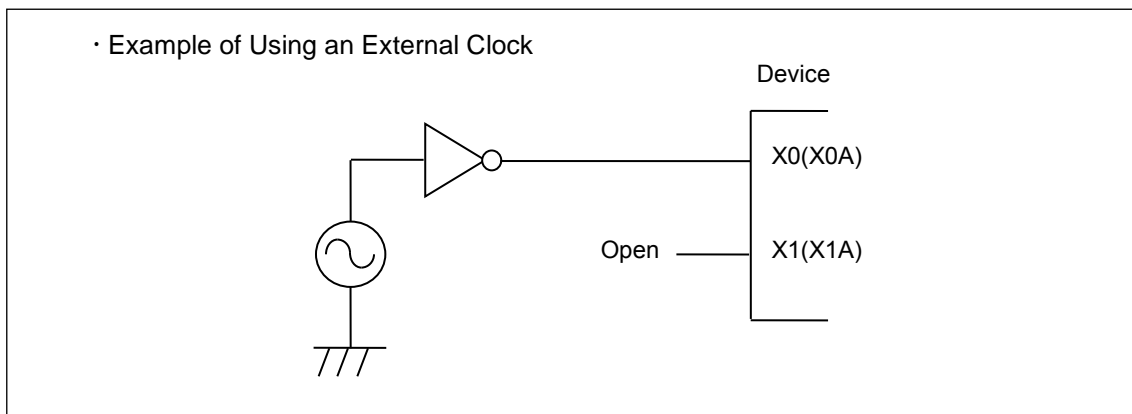 ・Example of Using an External Clock
Device
X0(X0A)
Open
X1(X1A)